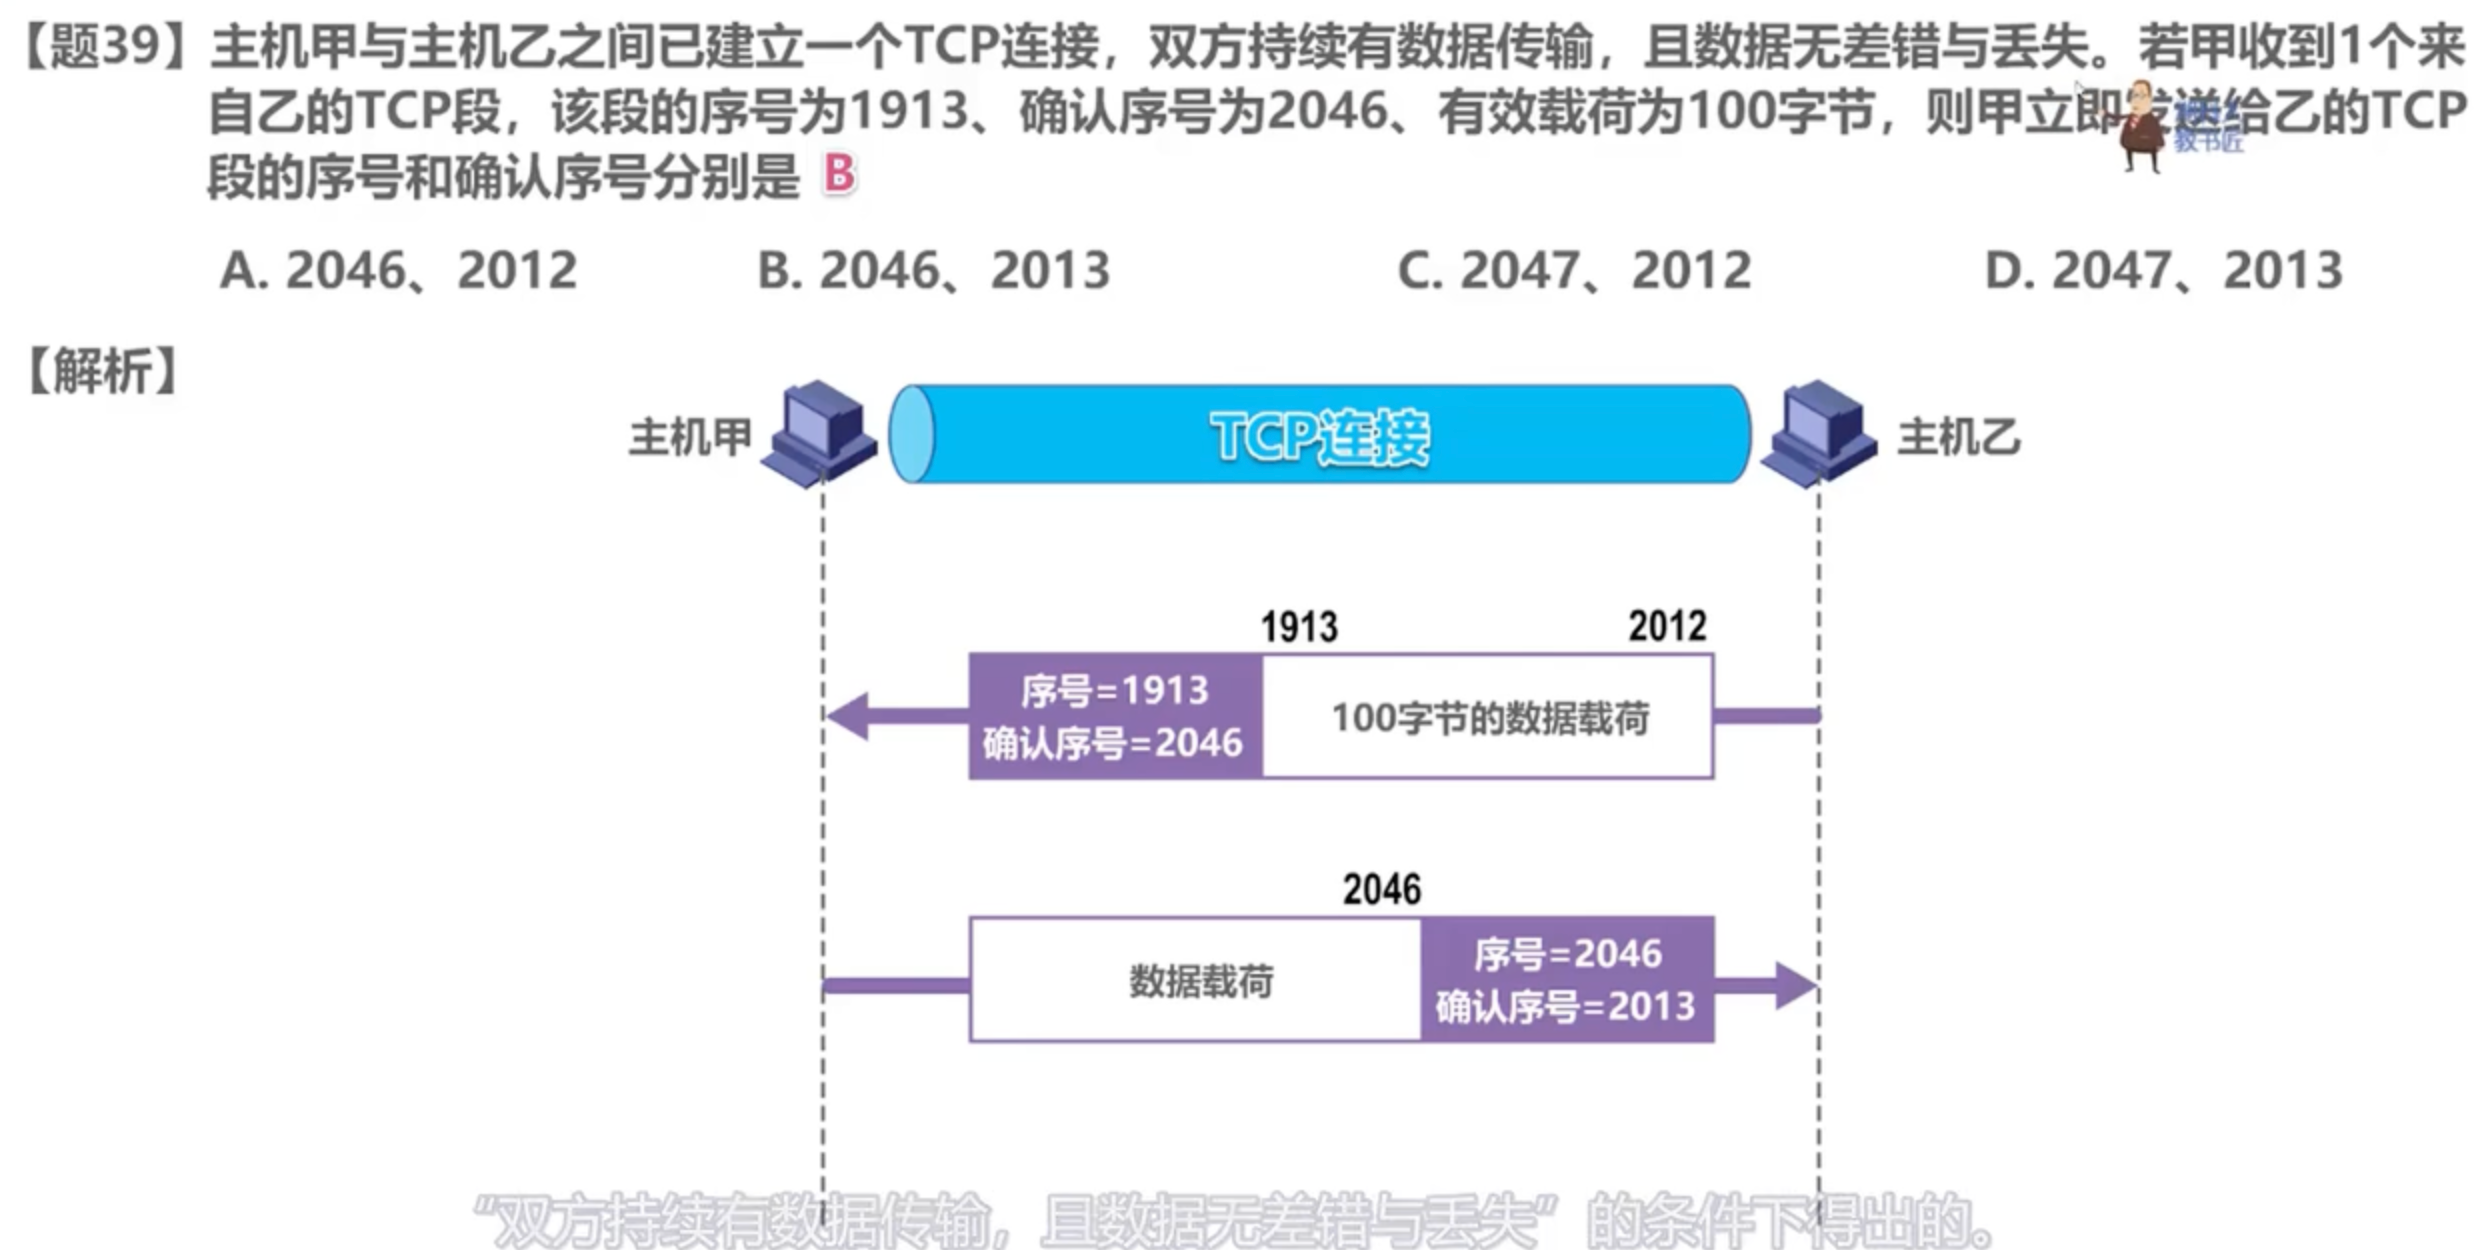 【题39】主机甲与主机乙之间已建立一个TCP连接，双方持续有数据传输，且数据无差错与丢失。若甲收到1个来
自乙的TCP段，该段的序号为1913、确认序号为2046、有效载荷为100字节，则甲立即发送给乙的TCP
教书匠
段的序号和确认序号分别是 B
A. 2046、2012 B. 2046、2013 C. 2047、2012 D. 2047、2013
【解析】
主机甲 TCP连接 主机乙
1913 2012
序号=1913
确认序号=2046
100字节的数据载荷
2046
数据载荷
序号=2046
确认序号=2013
“双方持续有数据传输，且数据无差错与丢失”的条件下得出的。